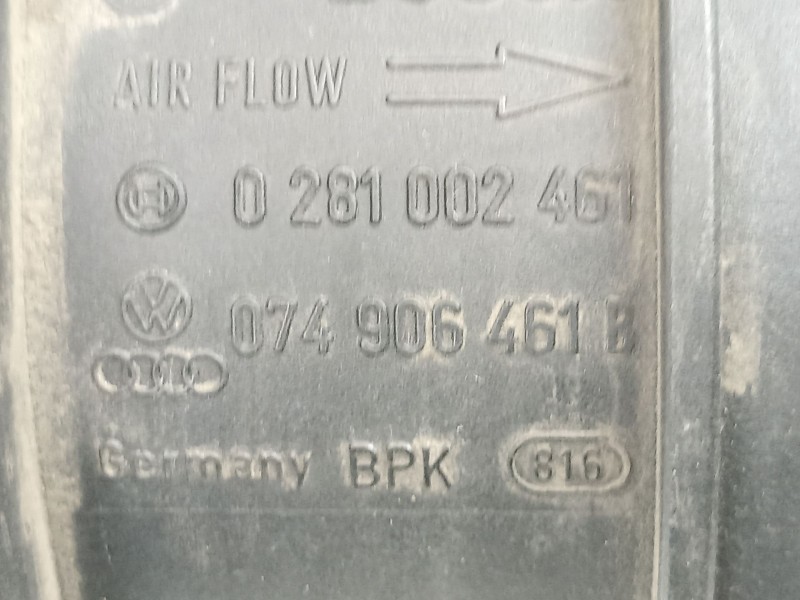 AIR FLOW
0 281 002 461
074 906 461 B
Germany BPK 816